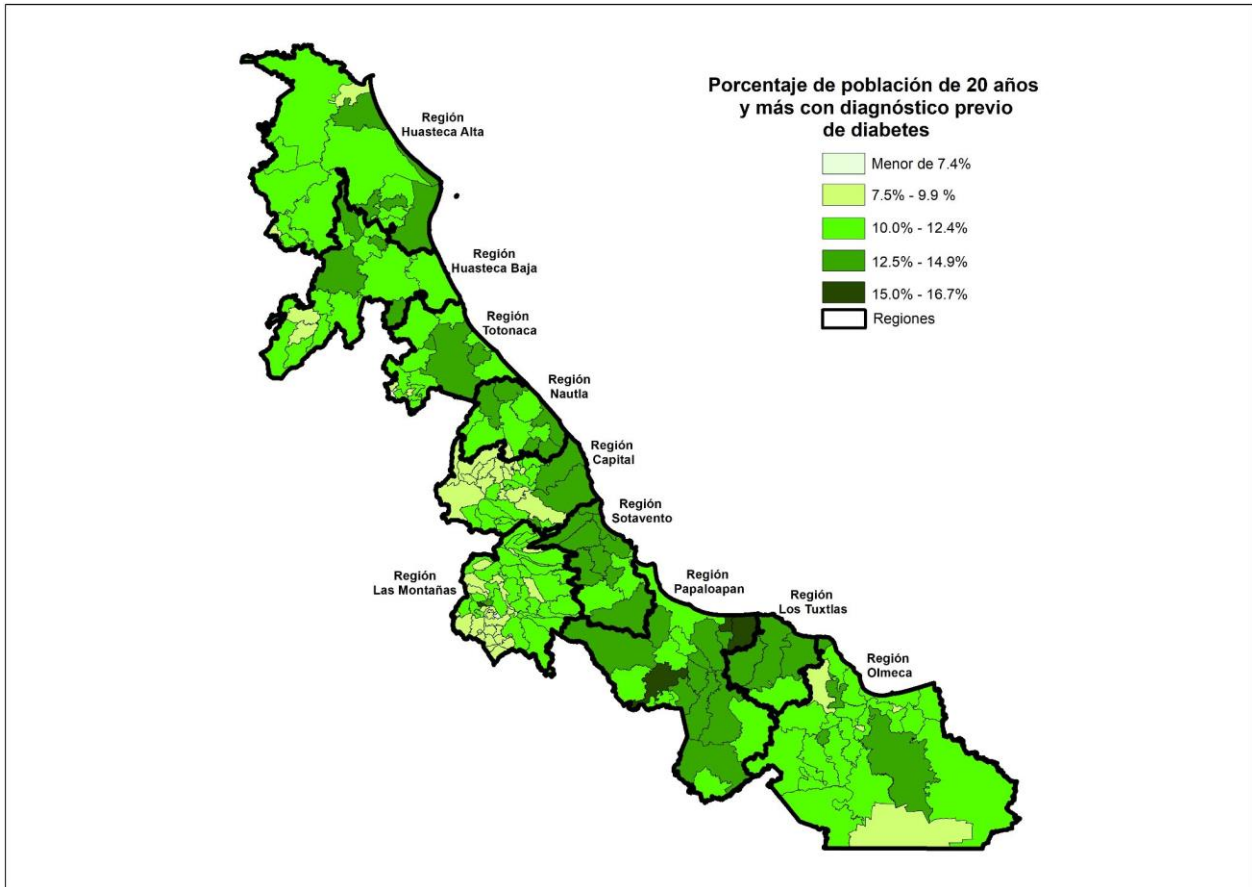 Porcentaje de población de 20 años
y más con diagnóstico previo
de diabetes
Menor de 7.4%
7.5% - 9.9 %
10.0% - 12.4%
12.5% - 14.9%
15.0% - 16.7%
Regiones
Región
Huasteca Alta
Región
Huasteca Baja
Región
Totonaca
Región
Nautla
Región
Capital
Región
Sotavento
Región
Las Montañas
Región
Papaloapan
Región
Los Tuxtlas
Región
Olmeca